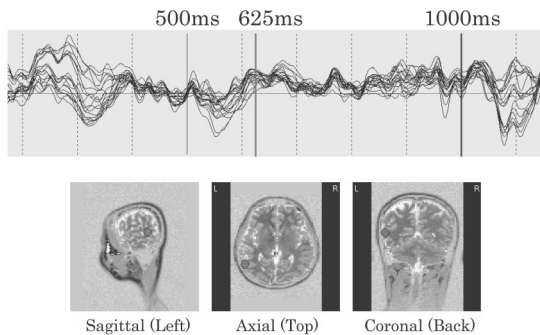 500ms 625ms 1000ms
L R L R
Sagittal (Left) Axial (Top) Coronal (Back)